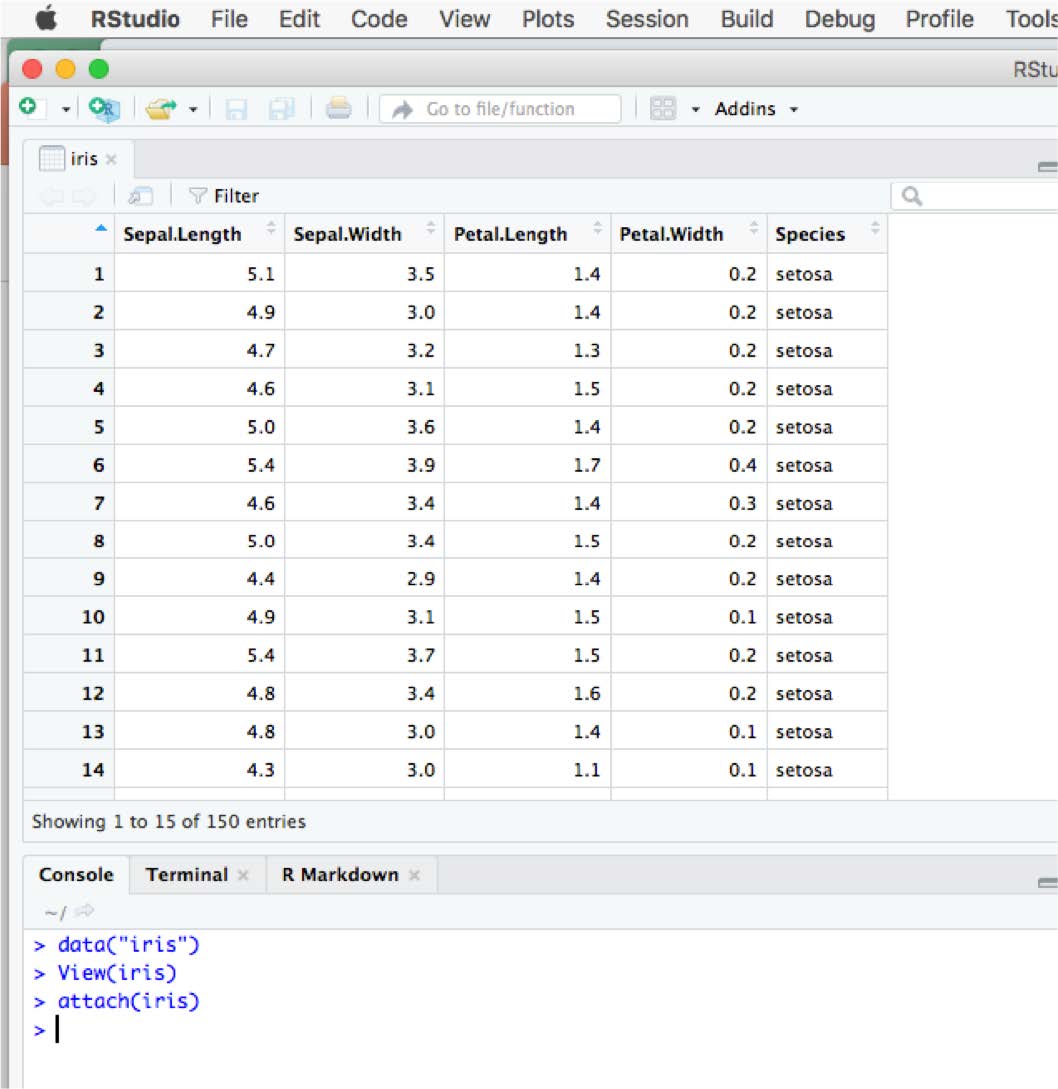 RStudio File Edit Code View Plots Session Build Debug Profile Tools
RStu
Go to file/function Addins
iris
Filter
Sepal.Length Sepal.Width Petal.Length Petal.Width Species
1 5.1 3.5 1.4 0.2 setosa
2 4.9 3.0 1.4 0.2 setosa
3 4.7 3.2 1.3 0.2 setosa
4 4.6 3.1 1.5 0.2 setosa
5 5.0 3.6 1.4 0.2 setosa
6 5.4 3.9 1.7 0.4 setosa
7 4.6 3.4 1.4 0.3 setosa
8 5.0 3.4 1.5 0.2 setosa
9 4.4 2.9 1.4 0.2 setosa
10 4.9 3.1 1.5 0.1 setosa
11 5.4 3.7 1.5 0.2 setosa
12 4.8 3.4 1.6 0.2 setosa
13 4.8 3.0 1.4 0.1 setosa
14 4.3 3.0 1.1 0.1 setosa
Showing 1 to 15 of 150 entries
Console Terminal R Markdown
~/
> data("iris")
> View(iris)
> attach(iris)
>